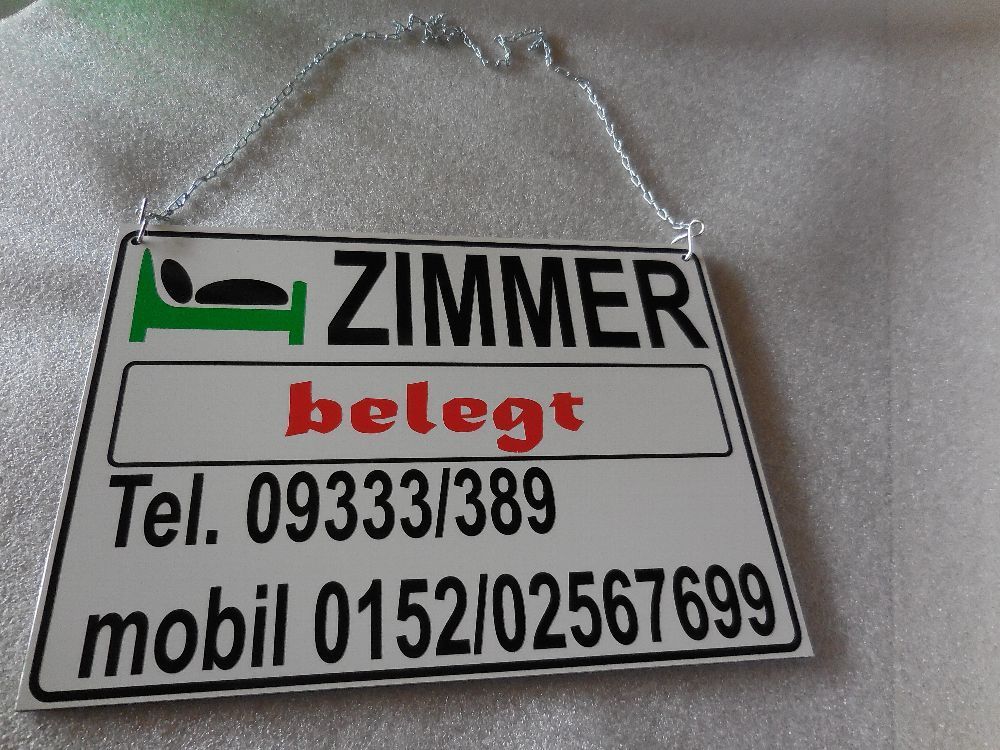 ZIMMER
belegt
Tel. 09333/389
mobil 0152/02567699